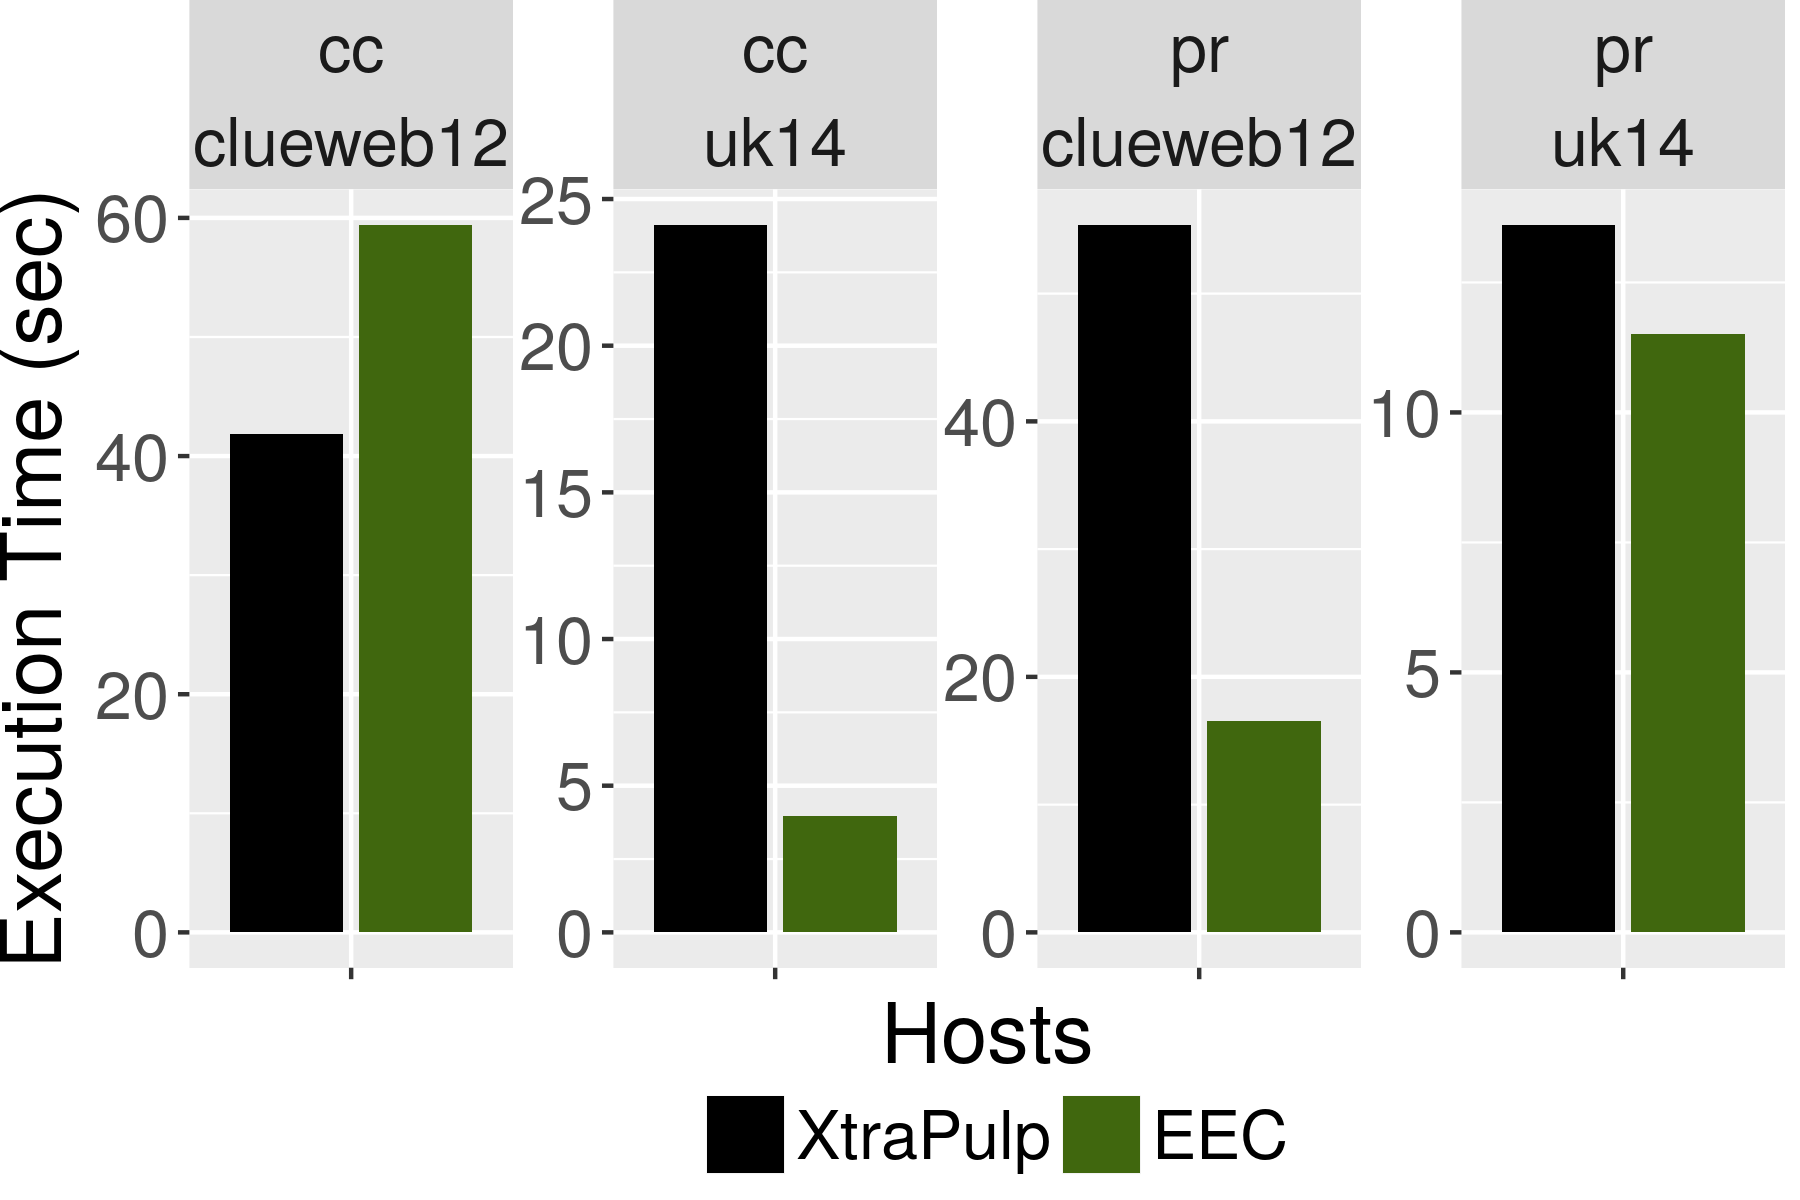 cc
clueweb12
cc
uk14
pr
clueweb12
pr
uk14
Execution Time (sec)
60
40
20
0
25
20
15
10
5
0
40
20
0
10
5
0
Hosts
XtraPulp EEC